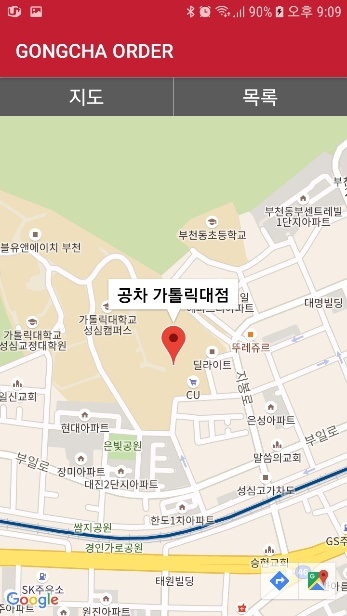 90% 오후 9:09
GONGCHA ORDER
지도
목록
부천동부센트레빌
1단지아파트
부천동초등학교
블유앤에이치 부천
공차 가톨릭대점
대명빌딩
가톨릭대학교
성심교정대학원
가톨릭대학교
성심캠퍼스
뚜레쥬르
딜라이트
CU
지봉로
일신교회
현대아파트
은성아파트
은빛공원
부일로
부일로
말씀의교회
장미아파트
대진2단지아파트
성심고가차도
한도1차아파트
쌈지공원
경인가로공원
GS주
승헌교회
46
SK주유소
태원빌딩
Google
주아파트
원진아파트